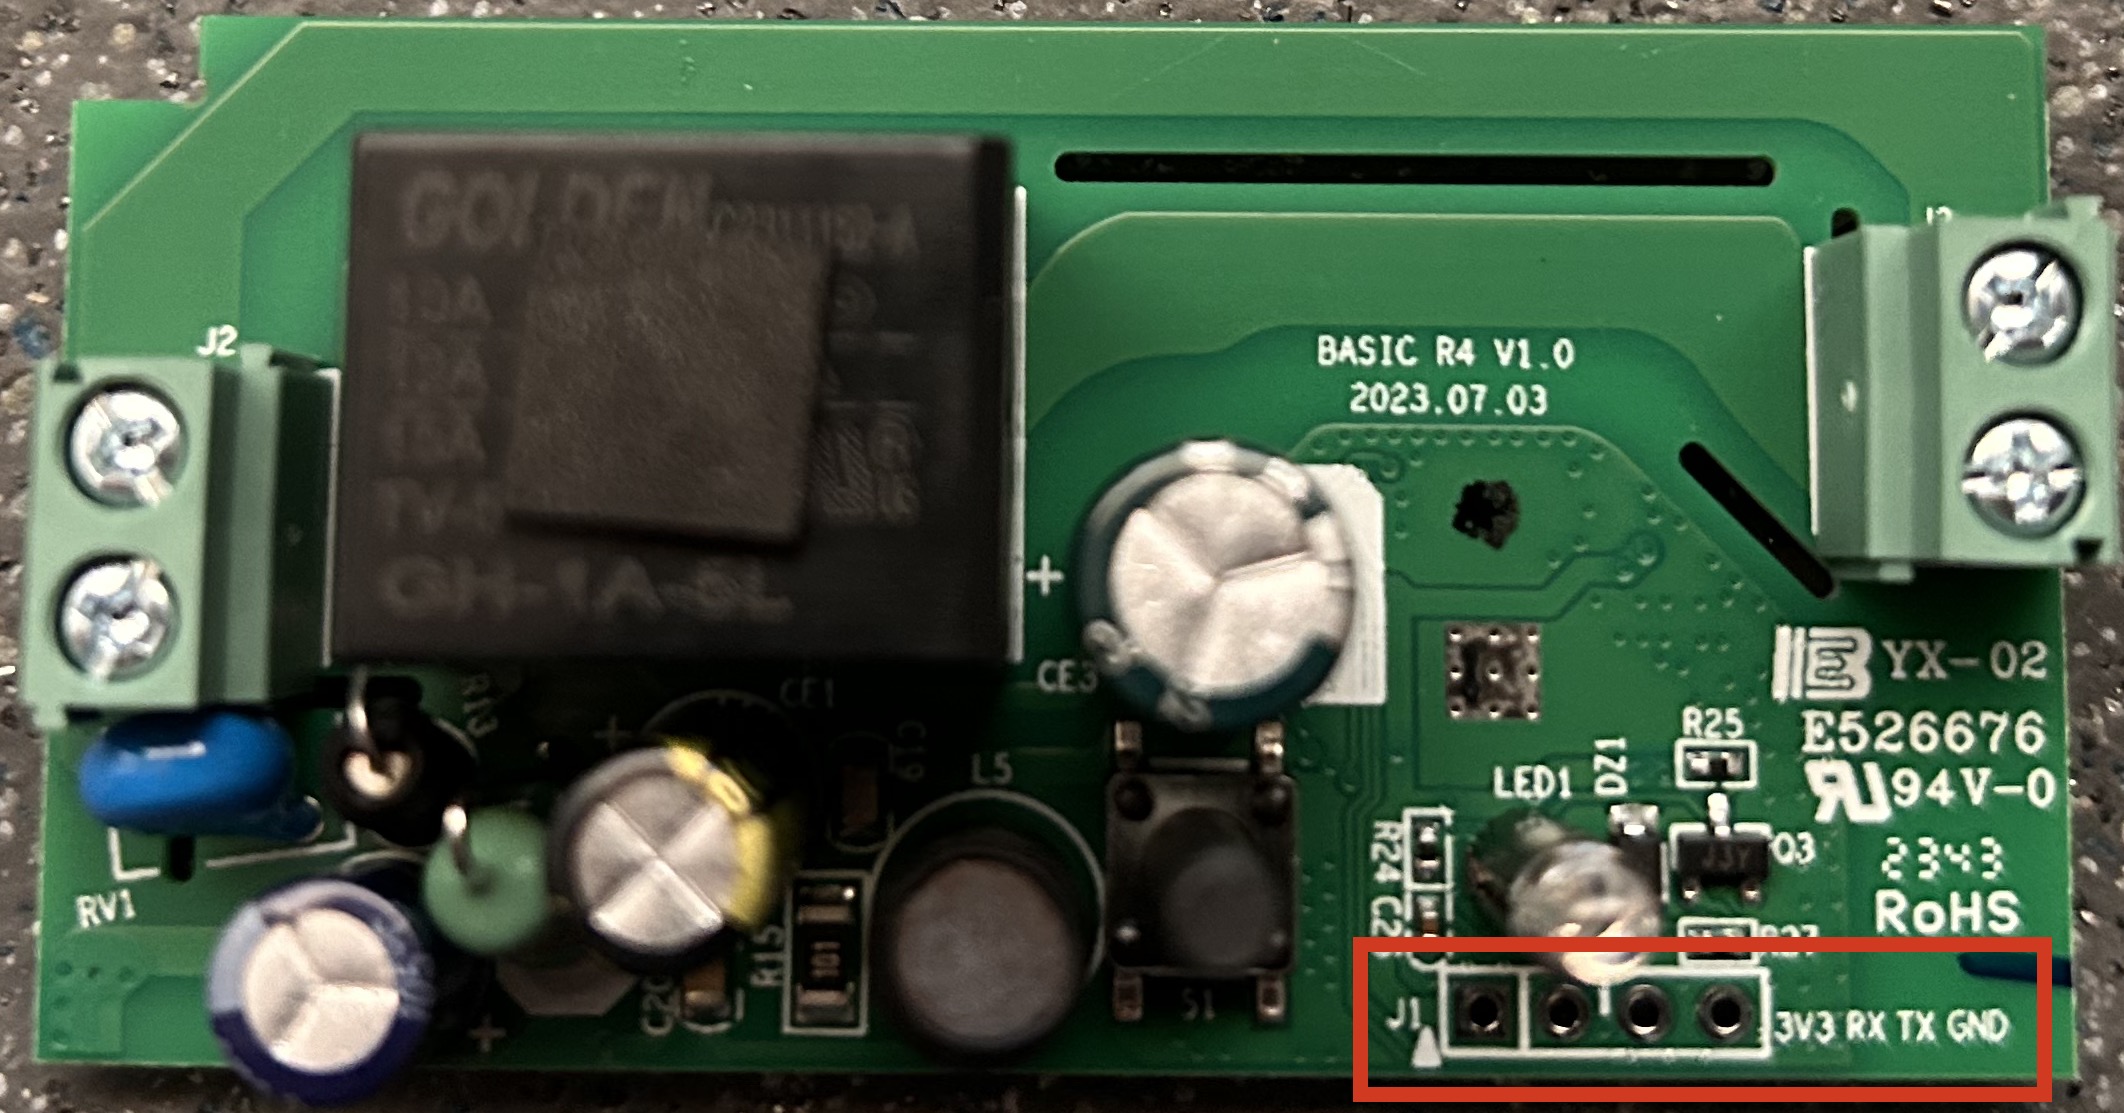 GOLDEN
J2
BASIC R4 V1.0
2023.07.03
GH-1A-5L
+
CE3
CE1
R13
+
C19
L5
YX-02
E526676
94V-0
R25
DZ1
LED1
R24
J3Y
Q3
2343
RoHS
RV1
R15
101
R27
S1
+
J1
3V3 RX TX GND